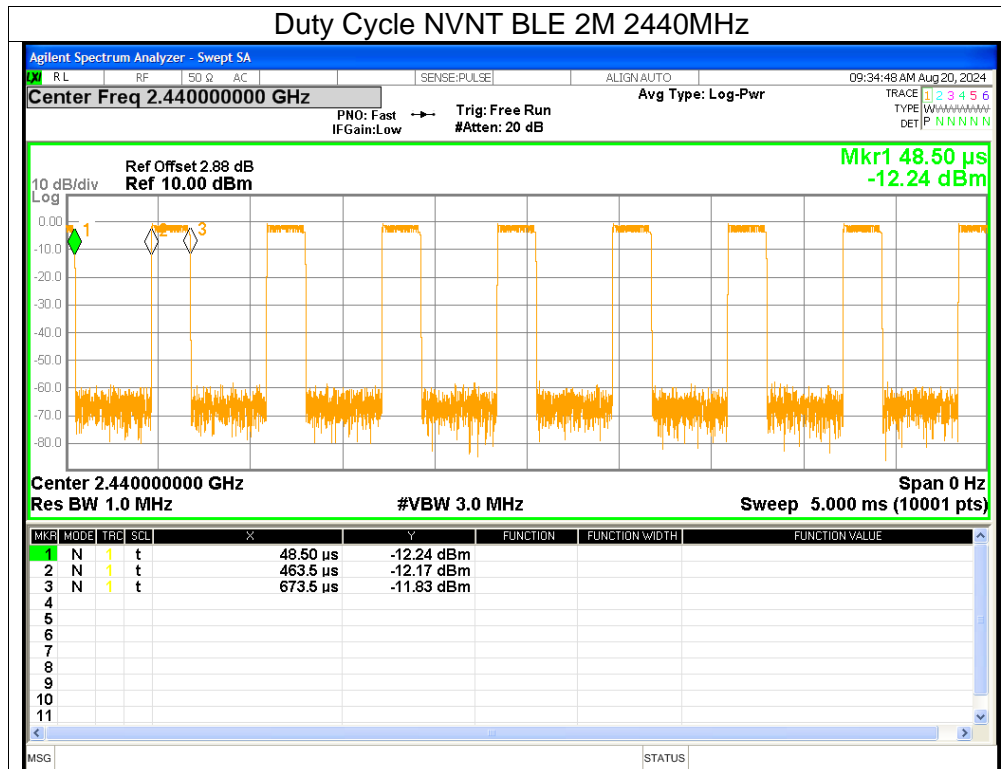 Duty Cycle NVNT BLE 2M 2440MHz
Agilent Spectrum Analyzer - Swept SA
LXI RL RF 50 Ω AC SENSE:PULSE ALIGNAUTO 09:34:48 AM Aug 20, 2024
Center Freq 2.440000000 GHz Avg Type: Log-Pwr TRACE 1 2 3 4 5 6
PNO: Fast Trig: Free Run TYPE WWWWWW
IFGain:Low #Atten: 20 dB DET P N N N N N
Mkr1 48.50 µs
Ref Offset 2.88 dB
10 dB/div Ref 10.00 dBm -12.24 dBm
Log
0.00
1 2 3
-10.0
-20.0
-30.0
-40.0
-50.0
-60.0
-70.0
-80.0
Center 2.440000000 GHz Span 0 Hz
Res BW 1.0 MHz #VBW 3.0 MHz Sweep 5.000 ms (10001 pts)
MKR MODE TRC SCL X Y FUNCTION FUNCTION WIDTH FUNCTION VALUE
1 N 1 t 48.50 µs -12.24 dBm
2 N 1 t 463.5 µs -12.17 dBm
3 N 1 t 673.5 µs -11.83 dBm
4
5
6
7
8
9
10
11
MSG STATUS